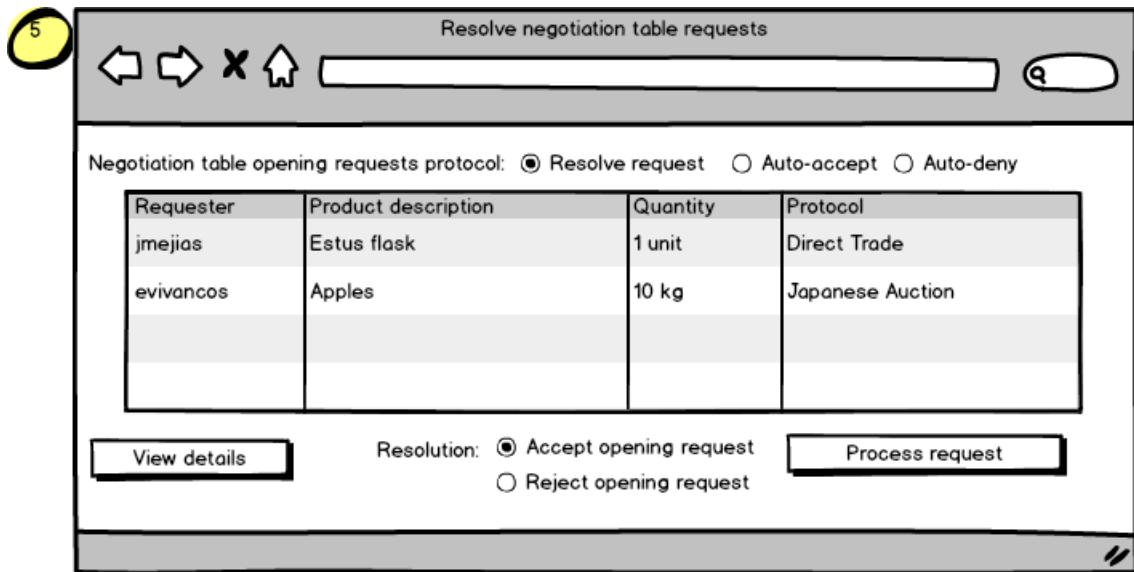 5
Resolve negotiation table requests
Negotiation table opening requests protocol: Resolve request Auto-accept Auto-deny
Requester Product description Quantity Protocol
jmejias Estus flask 1 unit Direct Trade
evivancos Apples 10 kg Japanese Auction
View details Resolution: Accept opening request Process request
Reject opening request